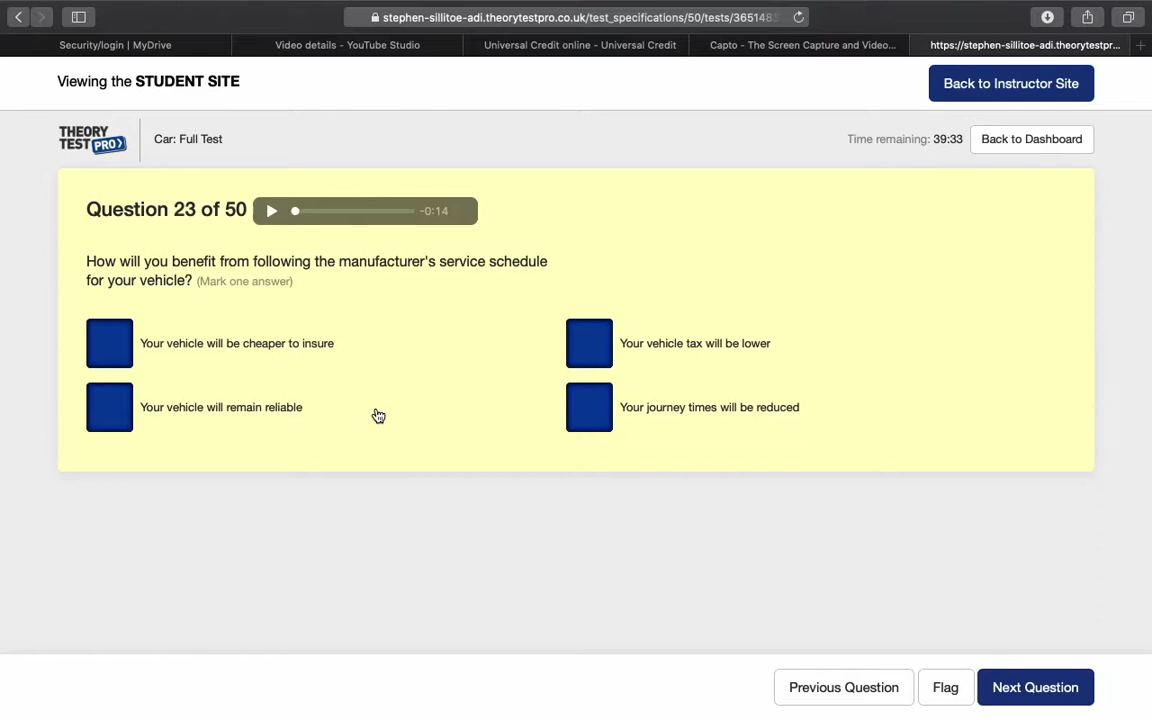 stephen-sillitoe-adi.theorytestpro.co.uk/test_specifications/50/tests/3651485
Security/login | MyDrive
Video details - YouTube Studio
Universal Credit online - Universal Credit
Capto - The Screen Capture and Video...
https://stephen-sillitoe-adi.theorytestpr...
Viewing the STUDENT SITE
Back to Instructor Site
THEORY
TEST PRO
Car: Full Test
Time remaining: 39:33
Back to Dashboard
Question 23 of 50
-0:14
How will you benefit from following the manufacturer's service schedule
for your vehicle? (Mark one answer)
Your vehicle will be cheaper to insure
Your vehicle tax will be lower
Your vehicle will remain reliable
Your journey times will be reduced
Previous Question
Flag
Next Question